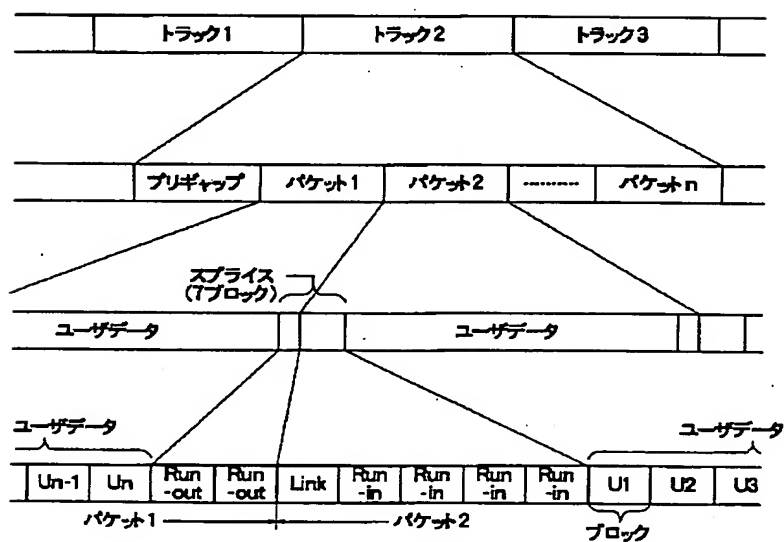 トラック1 トラック2 トラック3
プリギャップ パケット1 パケット2 ---------- パケットn
スプライス
(7ブロック)
ユーザデータ ユーザデータ
ユーザデータ ユーザデータ
Un-1 Un Run-out Run-out Link Run-in Run-in Run-in Run-in U1 U2 U3
パケット1 パケット2 ブロック